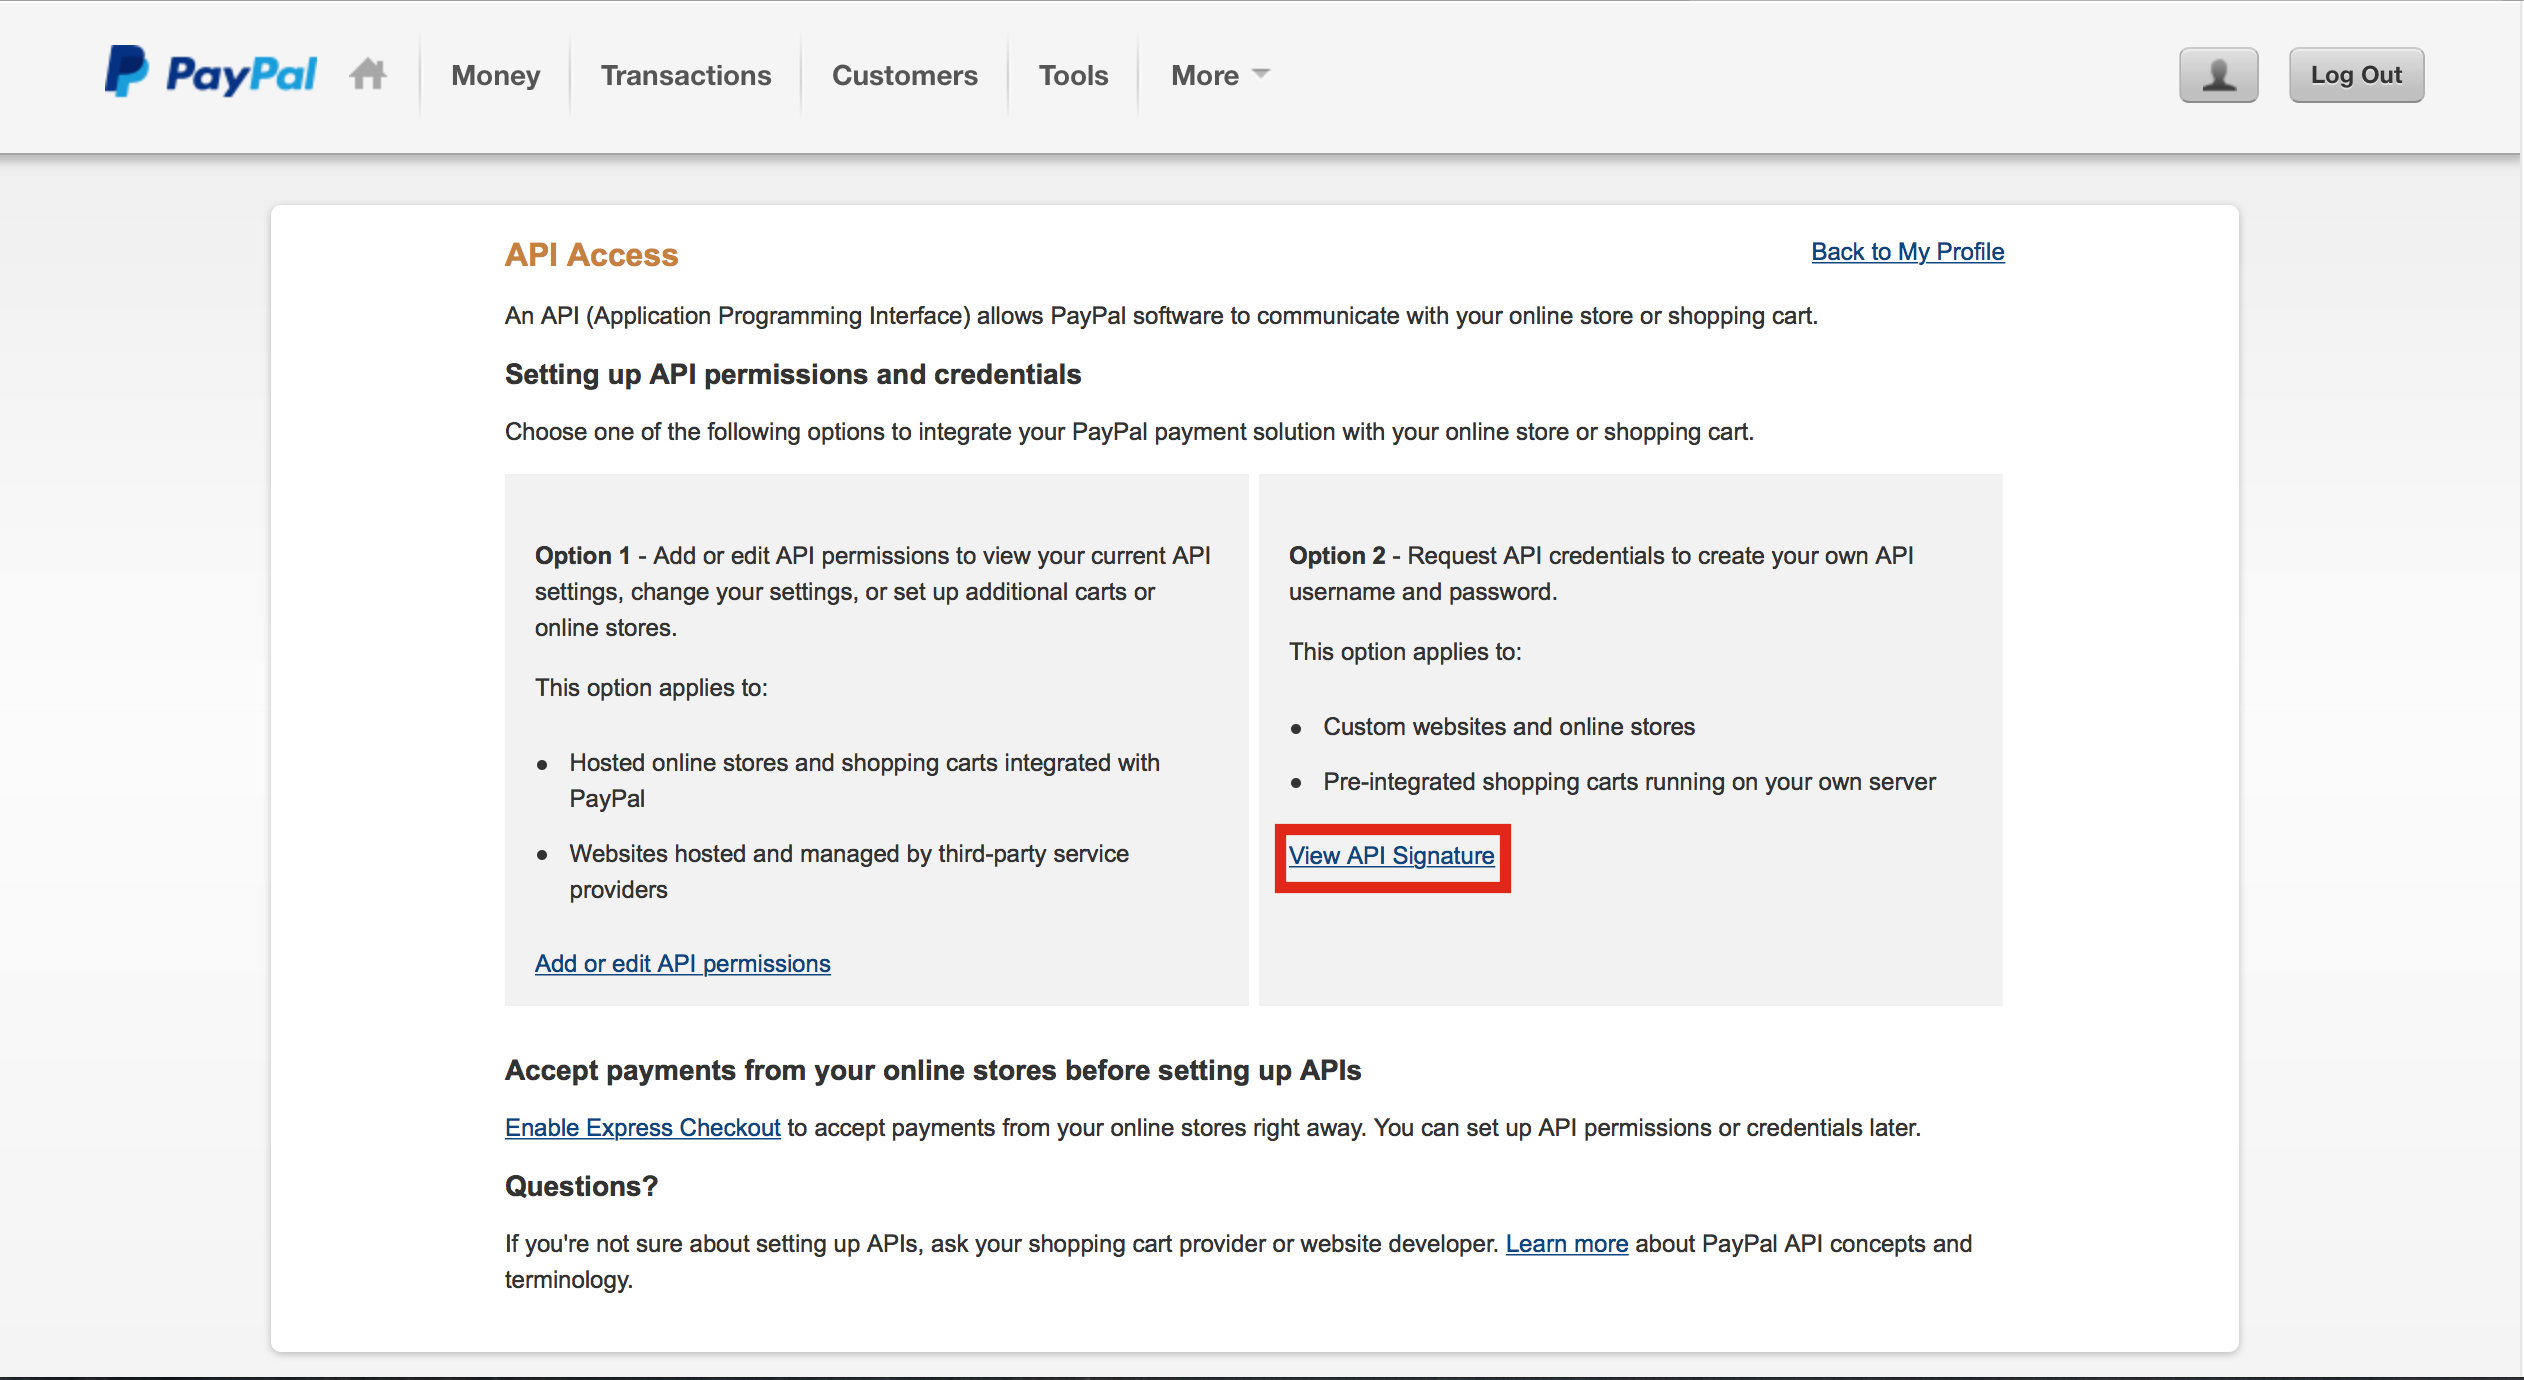 PayPal Money Transactions Customers Tools More Log Out
API Access
Back to My Profile
An API (Application Programming Interface) allows PayPal software to communicate with your online store or shopping cart.
Setting up API permissions and credentials
Choose one of the following options to integrate your PayPal payment solution with your online store or shopping cart.
Option 1 - Add or edit API permissions to view your current API
settings, change your settings, or set up additional carts or
online stores.
This option applies to:
● Hosted online stores and shopping carts integrated with
PayPal
● Websites hosted and managed by third-party service
providers
Add or edit API permissions
Option 2 - Request API credentials to create your own API
username and password.
This option applies to:
● Custom websites and online stores
● Pre-integrated shopping carts running on your own server
View API Signature
Accept payments from your online stores before setting up APIs
Enable Express Checkout to accept payments from your online stores right away. You can set up API permissions or credentials later.
Questions?
If you're not sure about setting up APIs, ask your shopping cart provider or website developer. Learn more about PayPal API concepts and
terminology.